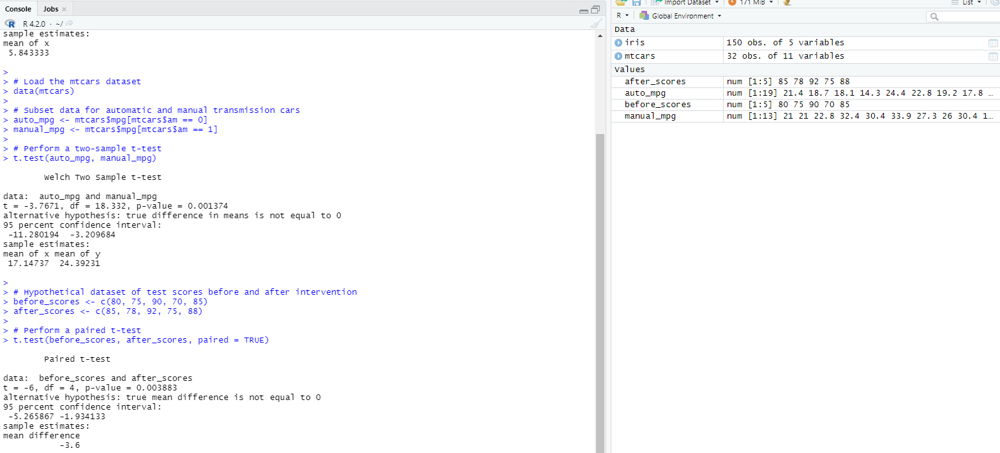 Console Jobs
R 4.2.0 · ~/
sample estimates:
mean of x
 5.843333

>
> # Load the mtcars dataset
> data(mtcars)
>
> # Subset data for automatic and manual transmission cars
> auto_mpg <- mtcars$mpg[mtcars$am == 0]
> manual_mpg <- mtcars$mpg[mtcars$am == 1]
>
> # Perform a two-sample t-test
> t.test(auto_mpg, manual_mpg)

        Welch Two Sample t-test

data:  auto_mpg and manual_mpg
t = -3.7671, df = 18.332, p-value = 0.001374
alternative hypothesis: true difference in means is not equal to 0
95 percent confidence interval:
 -11.280194  -3.209684
sample estimates:
mean of x mean of y
 17.14737  24.39231

>
> # Hypothetical dataset of test scores before and after intervention
> before_scores <- c(80, 75, 90, 70, 85)
> after_scores <- c(85, 78, 92, 75, 88)
>
> # Perform a paired t-test
> t.test(before_scores, after_scores, paired = TRUE)

        Paired t-test

data:  before_scores and after_scores
t = -6, df = 4, p-value = 0.003883
alternative hypothesis: true mean difference is not equal to 0
95 percent confidence interval:
 -5.265867 -1.934133
sample estimates:
mean difference
           -3.6
Import Dataset 171 MiB List
R Global Environment
Data
iris 150 obs. of 5 variables
mtcars 32 obs. of 11 variables
Values
after_scores num [1:5] 85 78 92 75 88
auto_mpg num [1:19] 21.4 18.7 18.1 14.3 24.4 22.8 19.2 17.8 …
before_scores num [1:5] 80 75 90 70 85
manual_mpg num [1:13] 21 21 22.8 32.4 30.4 33.9 27.3 26 30.4 1…